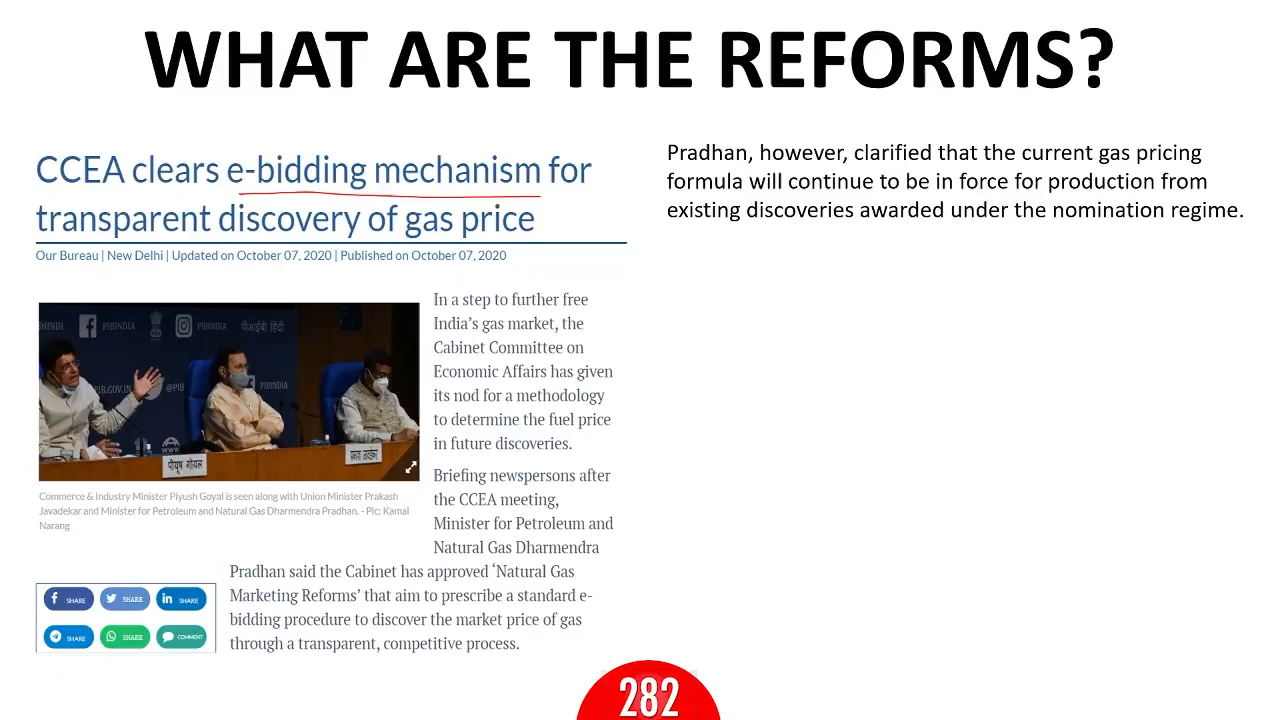 WHAT ARE THE REFORMS?
CCEA clears e-bidding mechanism for
transparent discovery of gas price
Our Bureau | New Delhi | Updated on October 07, 2020 | Published on October 07, 2020
PIBINDIA
पीआईबी हिंदी
PIB.GOV.IN
@PIB
PIBINDIA
पीयूष गोयल
Commerce & Industry Minister Piyush Goyal is seen along with Union Minister Prakash
Javadekar and Minister for Petroleum and Natural Gas Dharmendra Pradhan. - Pic: Kamal
Narang
In a step to further free
India's gas market, the
Cabinet Committee on
Economic Affairs has given
its nod for a methodology
to determine the fuel price
in future discoveries.
Briefing newspersons after
the CCEA meeting,
Minister for Petroleum and
Natural Gas Dharmendra
Pradhan said the Cabinet has approved ‘Natural Gas
Marketing Reforms’ that aim to prescribe a standard e-
bidding procedure to discover the market price of gas
through a transparent, competitive process.
SHARE SHARE SHARE
SHARE SHARE COMMENT
Pradhan, however, clarified that the current gas pricing
formula will continue to be in force for production from
existing discoveries awarded under the nomination regime.
282